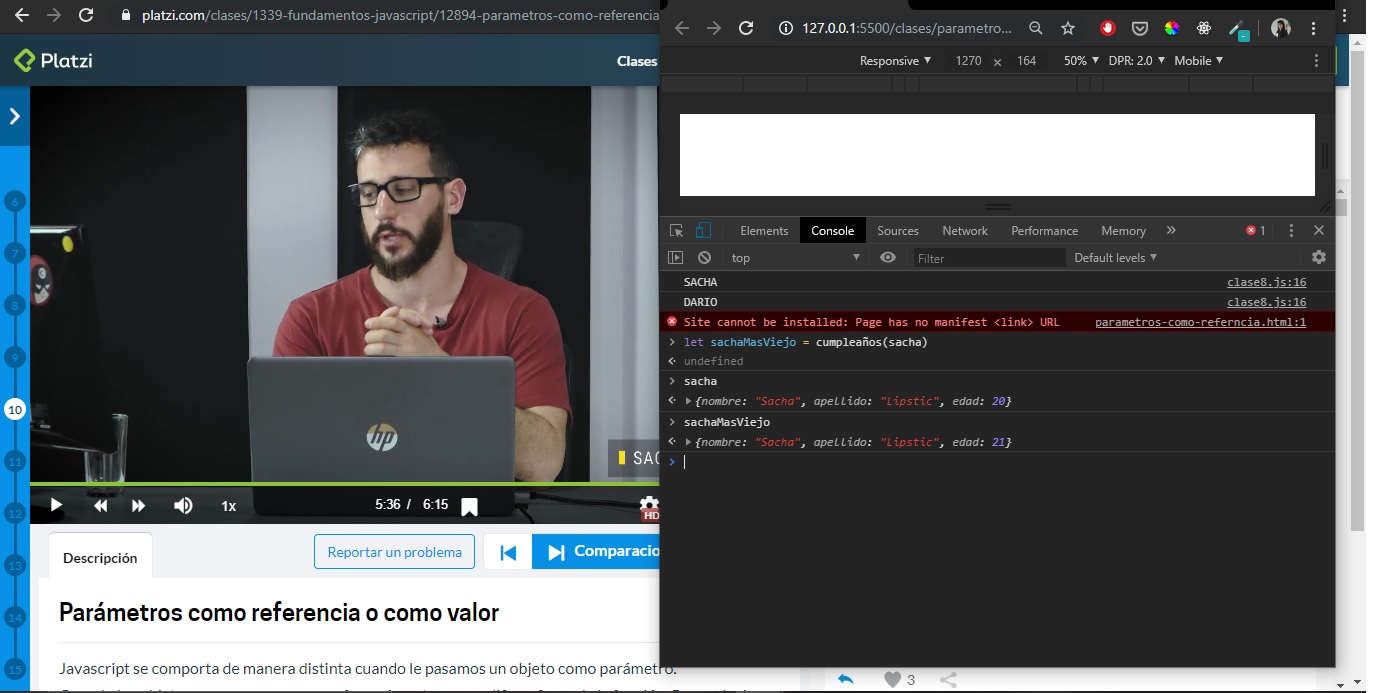 platzi.com/clases/1339-fundamentos-javascript/12894-parametros-como-referencia
Platzi
Clases
6
7
8
9
10
11
12
13
14
15
hp
SAC
1x
5:36 / 6:15
HD
Descripción
Reportar un problema
Comparacio
Parámetros como referencia o como valor
Javascript se comporta de manera distinta cuando le pasamos un objeto como parámetro.
3
127.0.0.1:5500/clases/parametro...
Responsive ▼ 1270 × 164 50% ▼ DPR: 2.0 ▼ Mobile ▼
Elements Console Sources Network Performance Memory » 1
top ▼ Filter Default levels ▼
SACHA clase8.js:16
DARIO clase8.js:16
Site cannot be installed: Page has no manifest <link> URL parametros-como-referncia.html:1
> let sachaMasViejo = cumpleaños(sacha)
undefined
> sacha
{nombre: "Sacha", apellido: "Lipstic", edad: 20}
> sachaMasViejo
{nombre: "Sacha", apellido: "Lipstic", edad: 21}
>